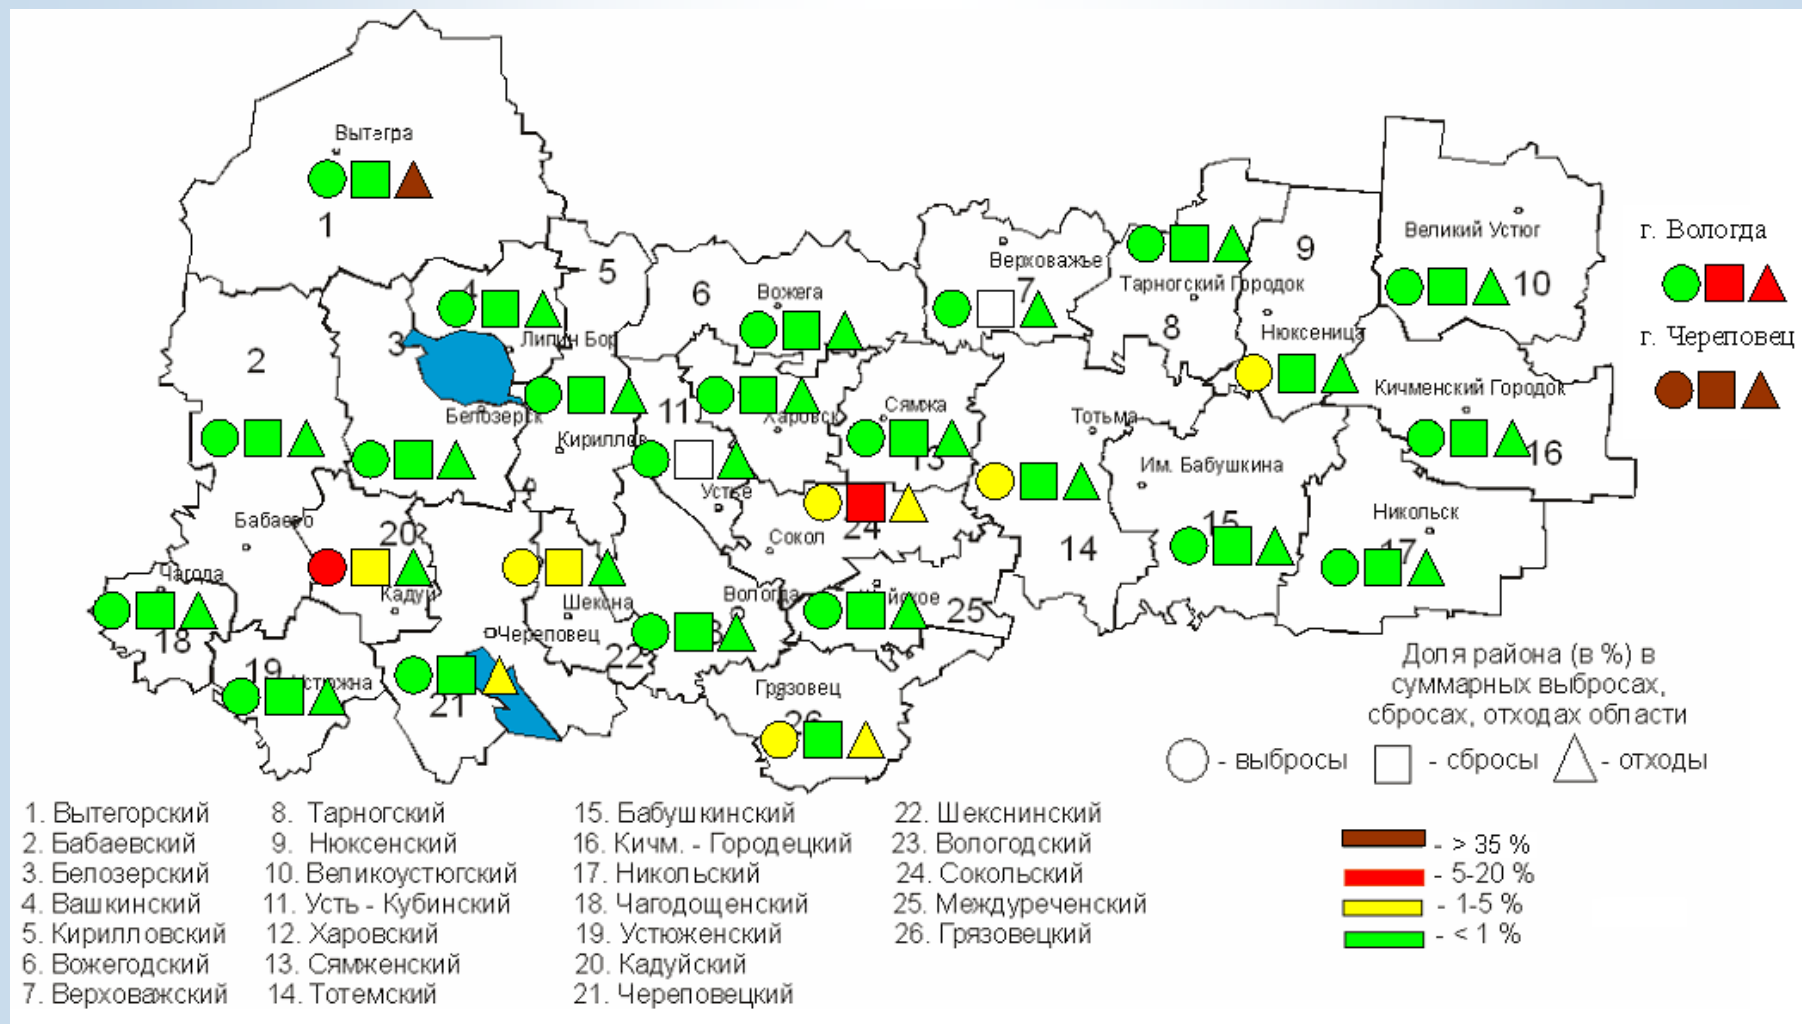 Вытегра
1
5
9
Великий Устюг
г. Вологда
Верховажье
6
Вожега
7
Тарногский Городок
10
4
8
Нюксеница
г. Череповец
3
Липин Бор
2
Кичменский Городок
Белозерск
11
Харовск
Сямжа
Тотьма
Кириллов
13
16
Им. Бабушкина
Устье
Бабаево
20
Сокол
24
15
Никольск
14
17
Чагода
Кадуй
Шексна
Вологда
25
18
Череповец
22
19
Устюжна
21
Грязовец
26
Доля района (в %) в
суммарных выбросах,
сбросах, отходах области
- выбросы - сбросы - отходы
1. Вытегорский
2. Бабаевский
3. Белозерский
4. Вашкинский
5. Кирилловский
6. Вожегодский
7. Верховажский
8. Тарногский
9. Нюксенский
10. Великоустюгский
11. Усть - Кубинский
12. Харовский
13. Сямженский
14. Тотемский
15. Бабушкинский
16. Кичм. - Городецкий
17. Никольский
18. Чагодощенский
19. Устюженский
20. Кадуйский
21. Череповецкий
22. Шекснинский
23. Вологодский
24. Сокольский
25. Междуреченский
26. Грязовецкий
- > 35 %
- 5-20 %
- 1-5 %
- < 1 %